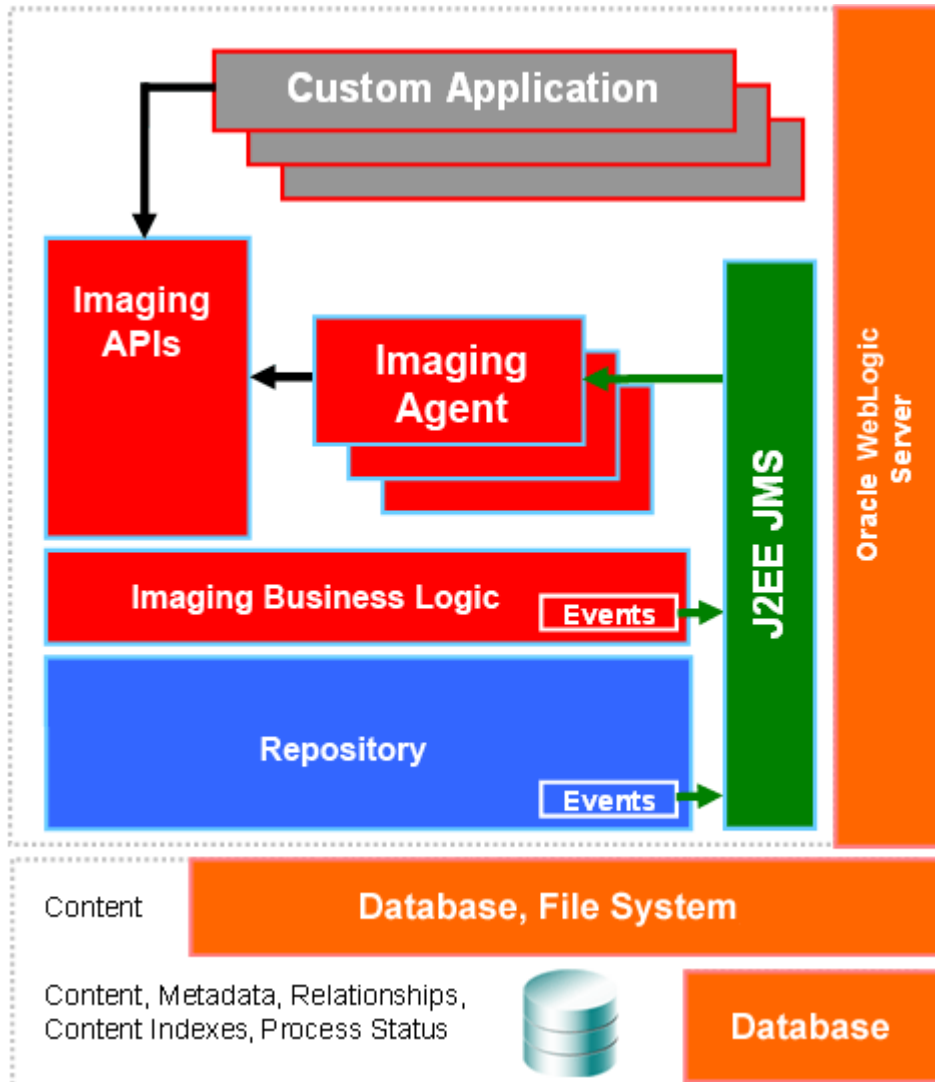 Custom Application
Imaging
APIs
Imaging
Agent
J2EE JMS
Oracle WebLogic
Server
Imaging Business Logic
Events
Repository
Events
Content
Database, File System
Content, Metadata, Relationships,
Content Indexes, Process Status
Database